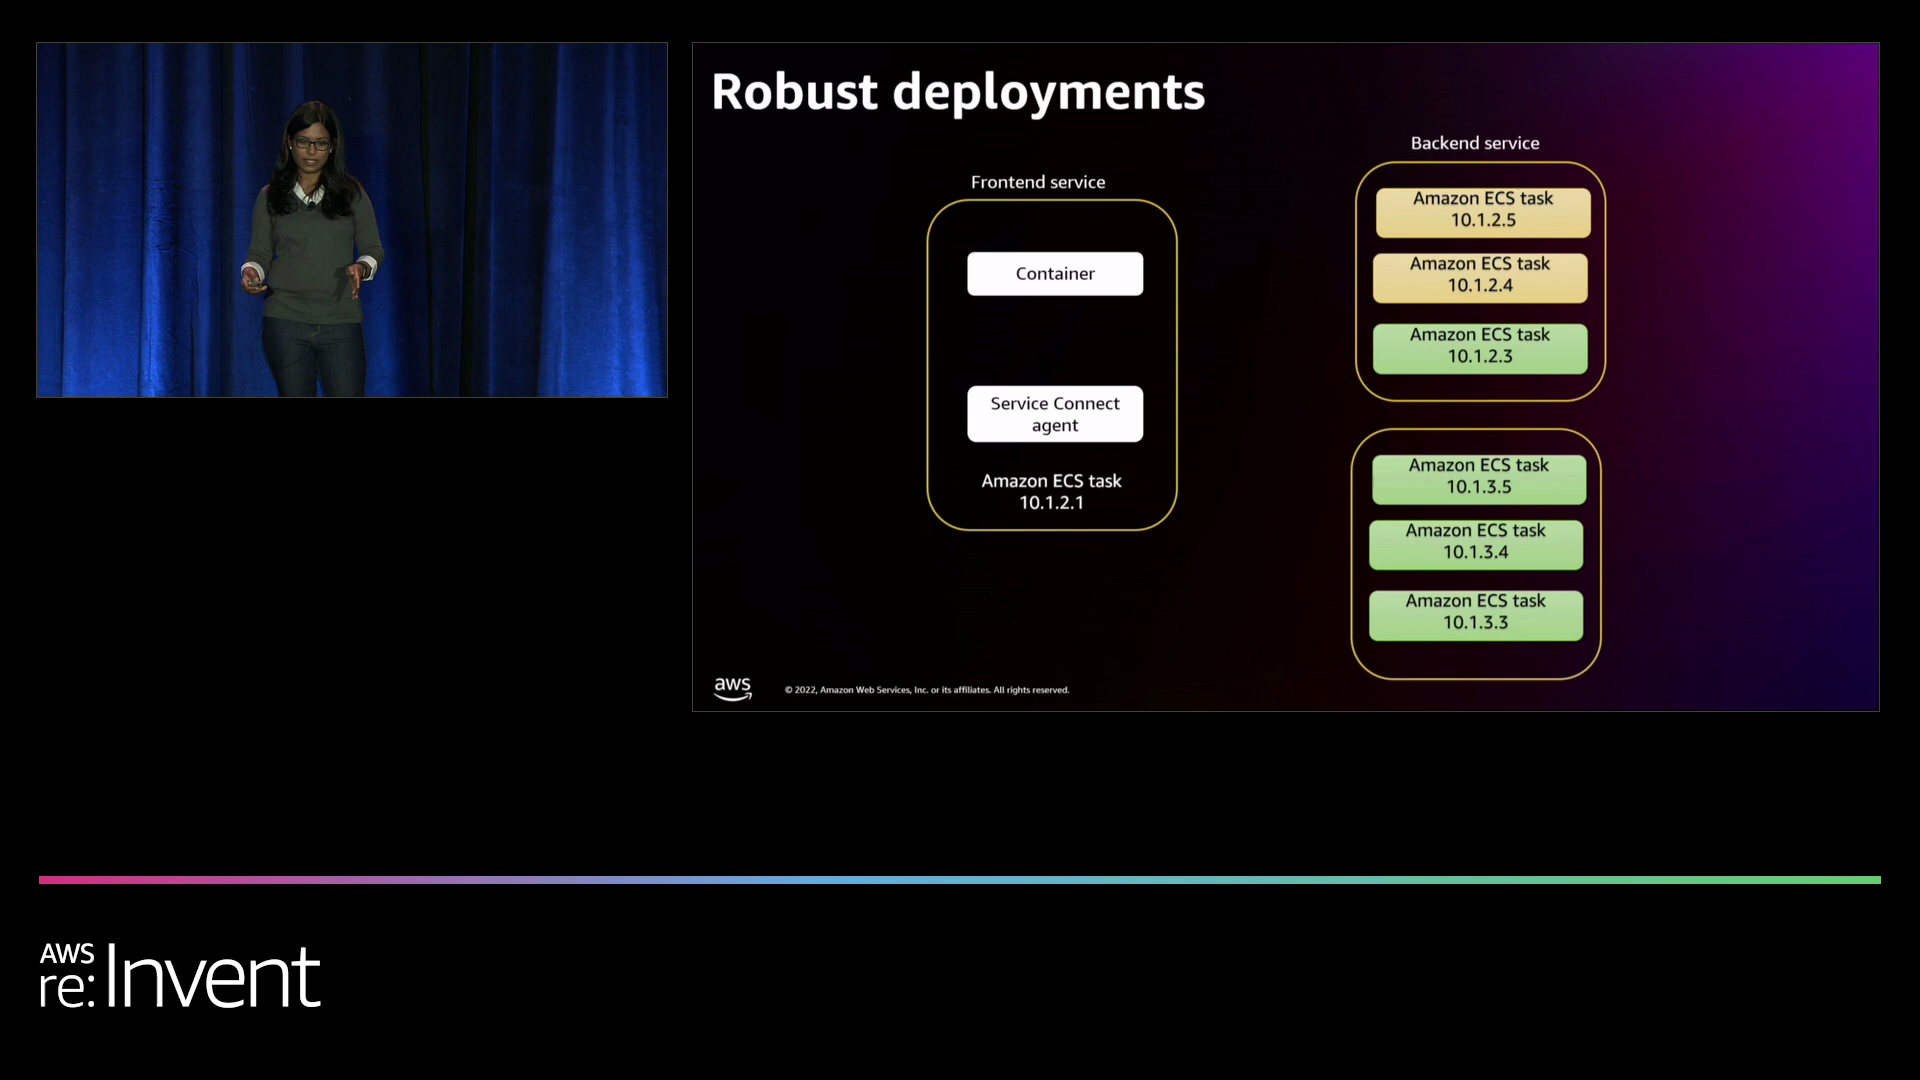 Robust deployments
Frontend service
Container
Service Connect
agent
Amazon ECS task
10.1.2.1
Backend service
Amazon ECS task
10.1.2.5
Amazon ECS task
10.1.2.4
Amazon ECS task
10.1.2.3
Amazon ECS task
10.1.3.5
Amazon ECS task
10.1.3.4
Amazon ECS task
10.1.3.3
aws
© 2022, Amazon Web Services, Inc. or its affiliates. All rights reserved.
AWS
re:Invent